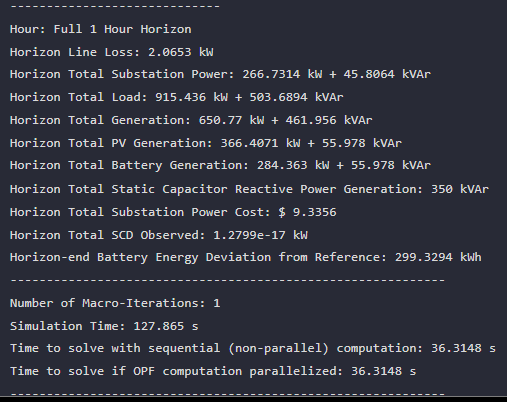 ------------------------------
Hour: Full 1 Hour Horizon
Horizon Line Loss: 2.0653 kW
Horizon Total Substation Power: 266.7314 kW + 45.8064 kVAr
Horizon Total Load: 915.436 kW + 503.6894 kVAr
Horizon Total Generation: 650.77 kW + 461.956 kVAr
Horizon Total PV Generation: 366.4071 kW + 55.978 kVAr
Horizon Total Battery Generation: 284.363 kW + 55.978 kVAr
Horizon Total Static Capacitor Reactive Power Generation: 350 kVAr
Horizon Total Substation Power Cost: $ 9.3356
Horizon Total SCD Observed: 1.2799e-17 kW
Horizon-end Battery Energy Deviation from Reference: 299.3294 kWh
------------------------------------------------------------
Number of Macro-Iterations: 1
Simulation Time: 127.865 s
Time to solve with sequential (non-parallel) computation: 36.3148 s
Time to solve if OPF computation parallelized: 36.3148 s
------------------------------------------------------------